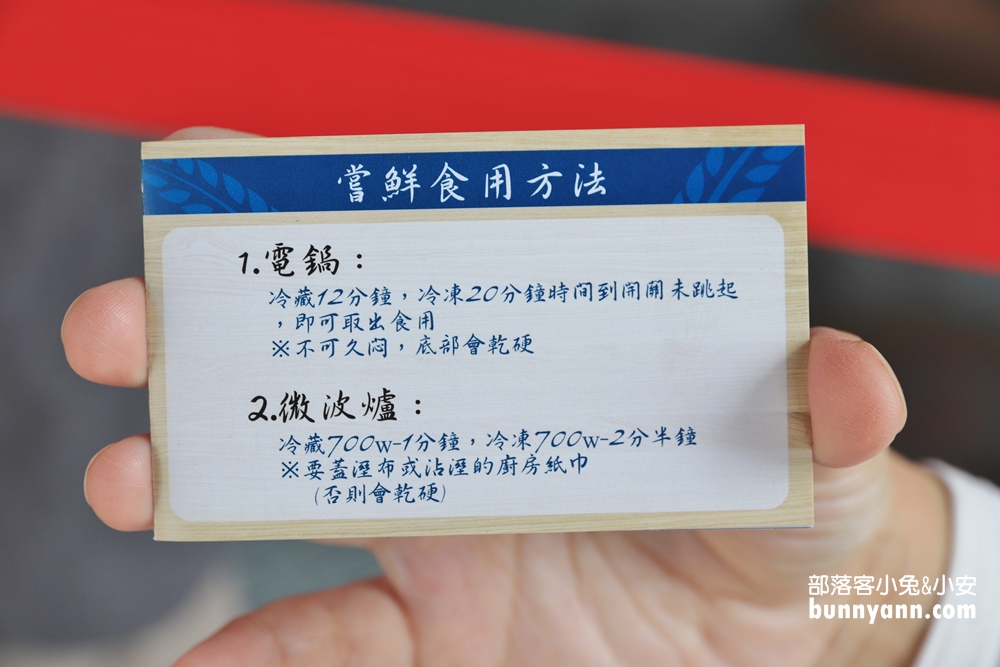 嘗鮮食用方法
1.電鍋：
冷藏12分鐘，冷凍20分鐘時間到開關未跳起
，即可取出食用
※不可久悶，底部會乾硬
2.微波爐：
冷藏700w-1分鐘，冷凍700w-2分半鐘
※要蓋溼布或沾溼的廚房紙巾
(否則會乾硬)
部落客小兔&小安
bunnyann.com